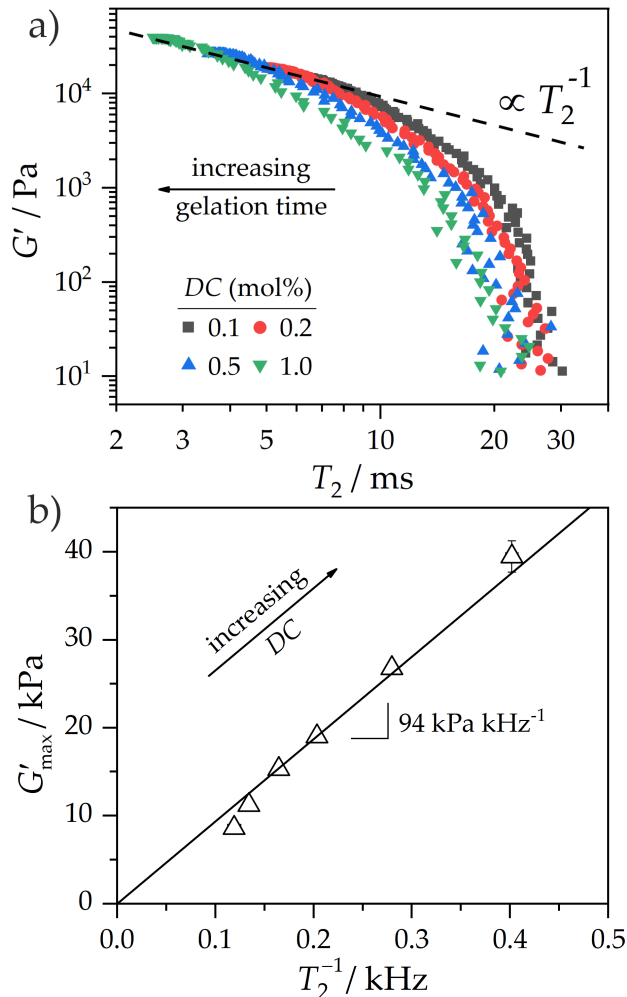 a)
10⁴
10³
10²
10¹
G′ / Pa
∝ T₂⁻¹
increasing
gelation time
DC (mol%)
0.1 0.2
0.5 1.0
2 3 5 10 20 30
T₂ / ms
b)
40
30
20
10
0
G′max / kPa
increasing
DC
94 kPa kHz⁻¹
0.0 0.1 0.2 0.3 0.4 0.5
T₂⁻¹ / kHz